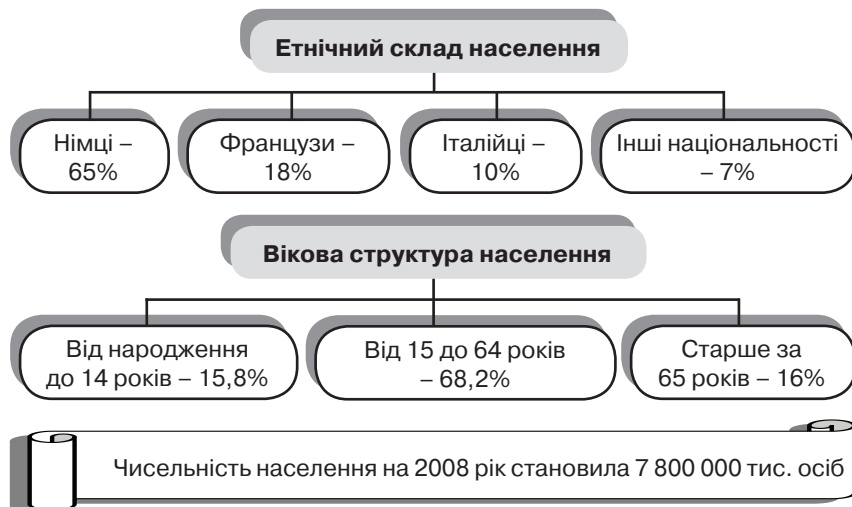 Етнічний склад населення
Німці –
65%
Французи –
18%
Італійці –
10%
Інші національності
– 7%
Вікова структура населення
Від народження
до 14 років – 15,8%
Від 15 до 64 років
– 68,2%
Старше за
65 років – 16%
Чисельність населення на 2008 рік становила 7 800 000 тис. осіб